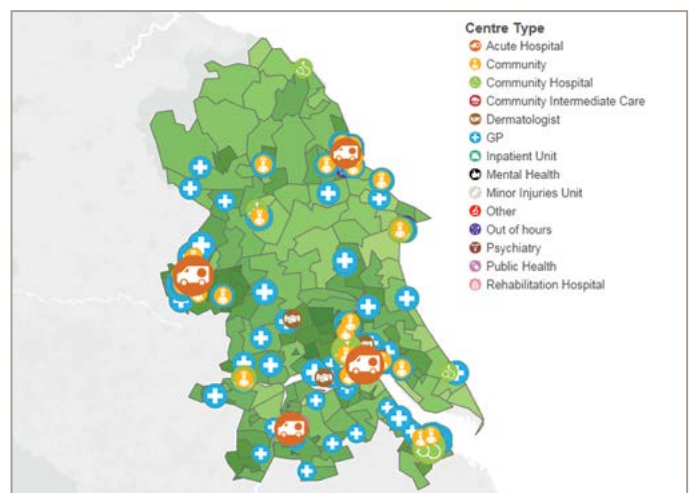 Centre Type
Acute Hospital
Community
Community Hospital
Community Intermediate Care
Dermatologist
GP
Inpatient Unit
Mental Health
Minor Injuries Unit
Other
Out of hours
Psychiatry
Public Health
Rehabilitation Hospital